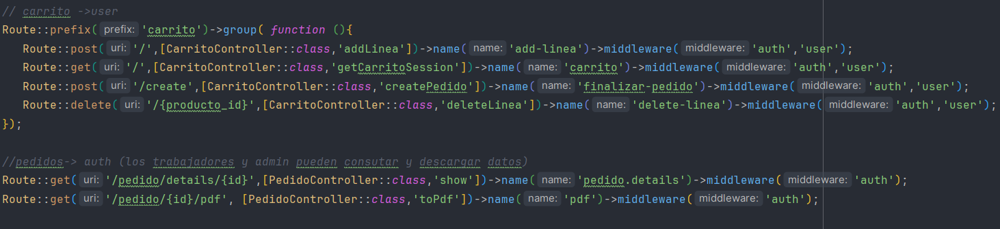 // carrito ->user
Route::prefix( prefix: 'carrito')->group( function (){
Route::post( uri: '/',[CarritoController::class,'addLinea'])->name( name: 'add-linea')->middleware( middleware: 'auth','user');
Route::get( uri: '/',[CarritoController::class,'getCarritoSession'])->name( name: 'carrito')->middleware( middleware: 'auth','user');
Route::post( uri: '/create',[CarritoController::class,'createPedido'])->name( name: 'finalizar-pedido')->middleware( middleware: 'auth','user');
Route::delete( uri: '/{producto_id}',[CarritoController::class,'deleteLinea'])->name( name: 'delete-linea')->middleware( middleware: 'auth','user');
});
//pedidos-> auth (los trabajadores y admin pueden consutar y descargar datos)
Route::get( uri: '/pedido/details/{id}',[PedidoController::class,'show'])->name( name: 'pedido.details')->middleware( middleware: 'auth');
Route::get( uri: '/pedido/{id}/pdf', [PedidoController::class,'toPdf'])->name( name: 'pdf')->middleware( middleware: 'auth');